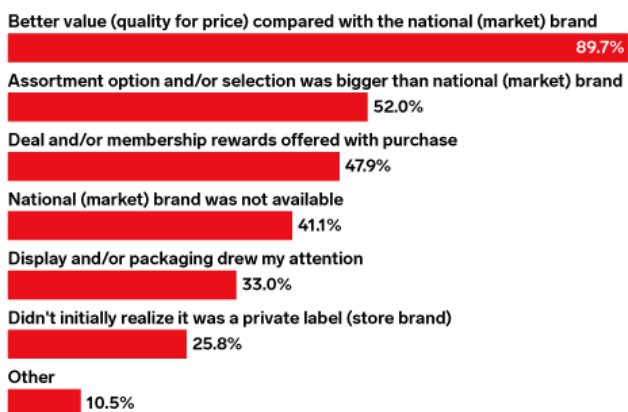 Better value (quality for price) compared with the national (market) brand
89.7%
Assortment option and/or selection was bigger than national (market) brand
52.0%
Deal and/or membership rewards offered with purchase
47.9%
National (market) brand was not available
41.1%
Display and/or packaging drew my attention
33.0%
Didn't initially realize it was a private label (store brand)
25.8%
Other
10.5%